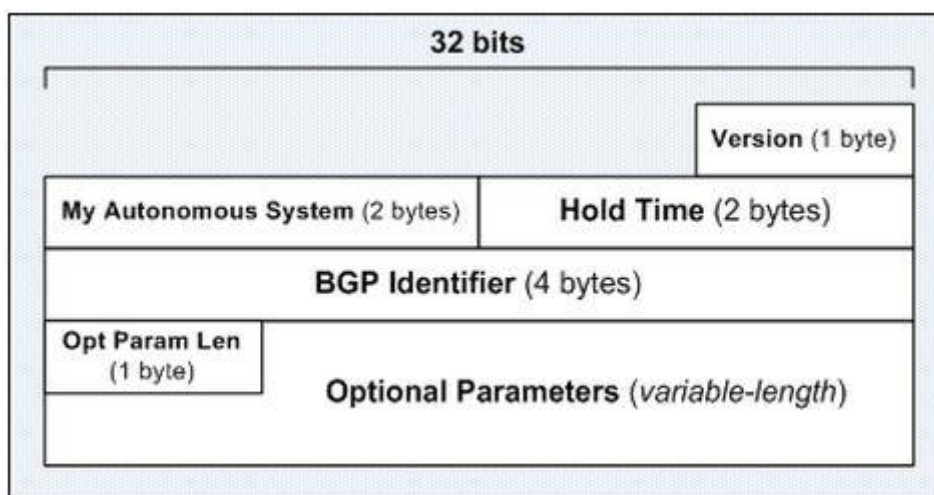 32 bits
Version (1 byte)
My Autonomous System (2 bytes)
Hold Time (2 bytes)
BGP Identifier (4 bytes)
Opt Param Len
(1 byte)
Optional Parameters (variable-length)